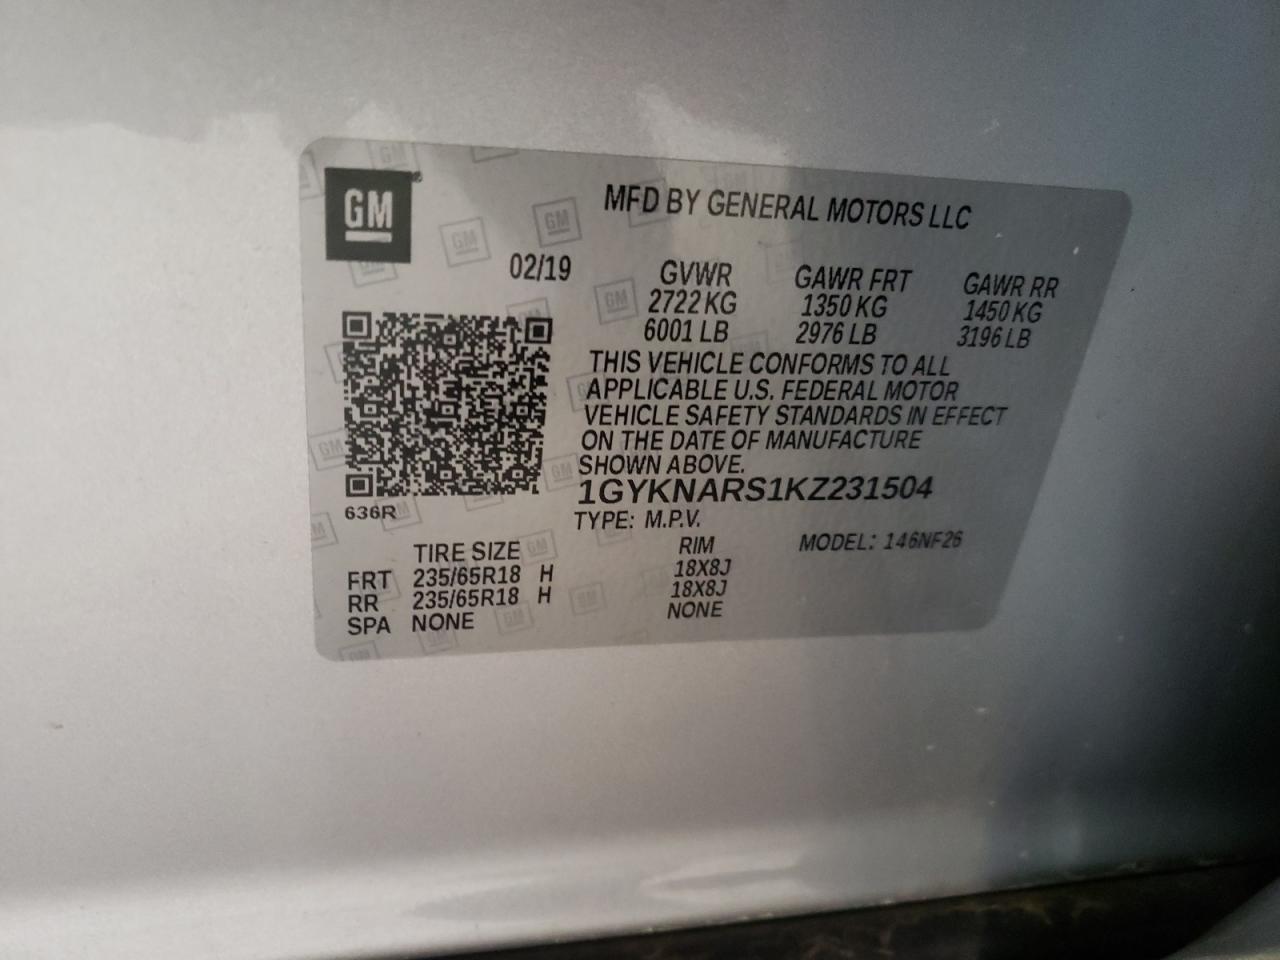 GM
MFD BY GENERAL MOTORS LLC
02/19
GVWR GAWR FRT GAWR RR
2722 KG 1350 KG 1450 KG
6001 LB 2976 LB 3196 LB
THIS VEHICLE CONFORMS TO ALL
APPLICABLE U.S. FEDERAL MOTOR
VEHICLE SAFETY STANDARDS IN EFFECT
ON THE DATE OF MANUFACTURE
SHOWN ABOVE.
1GYKNARS1KZ231504
636R
TYPE: M.P.V. MODEL: 146NF26
TIRE SIZE RIM
FRT 235/65R18 H 18X8J
RR 235/65R18 H 18X8J
SPA NONE NONE